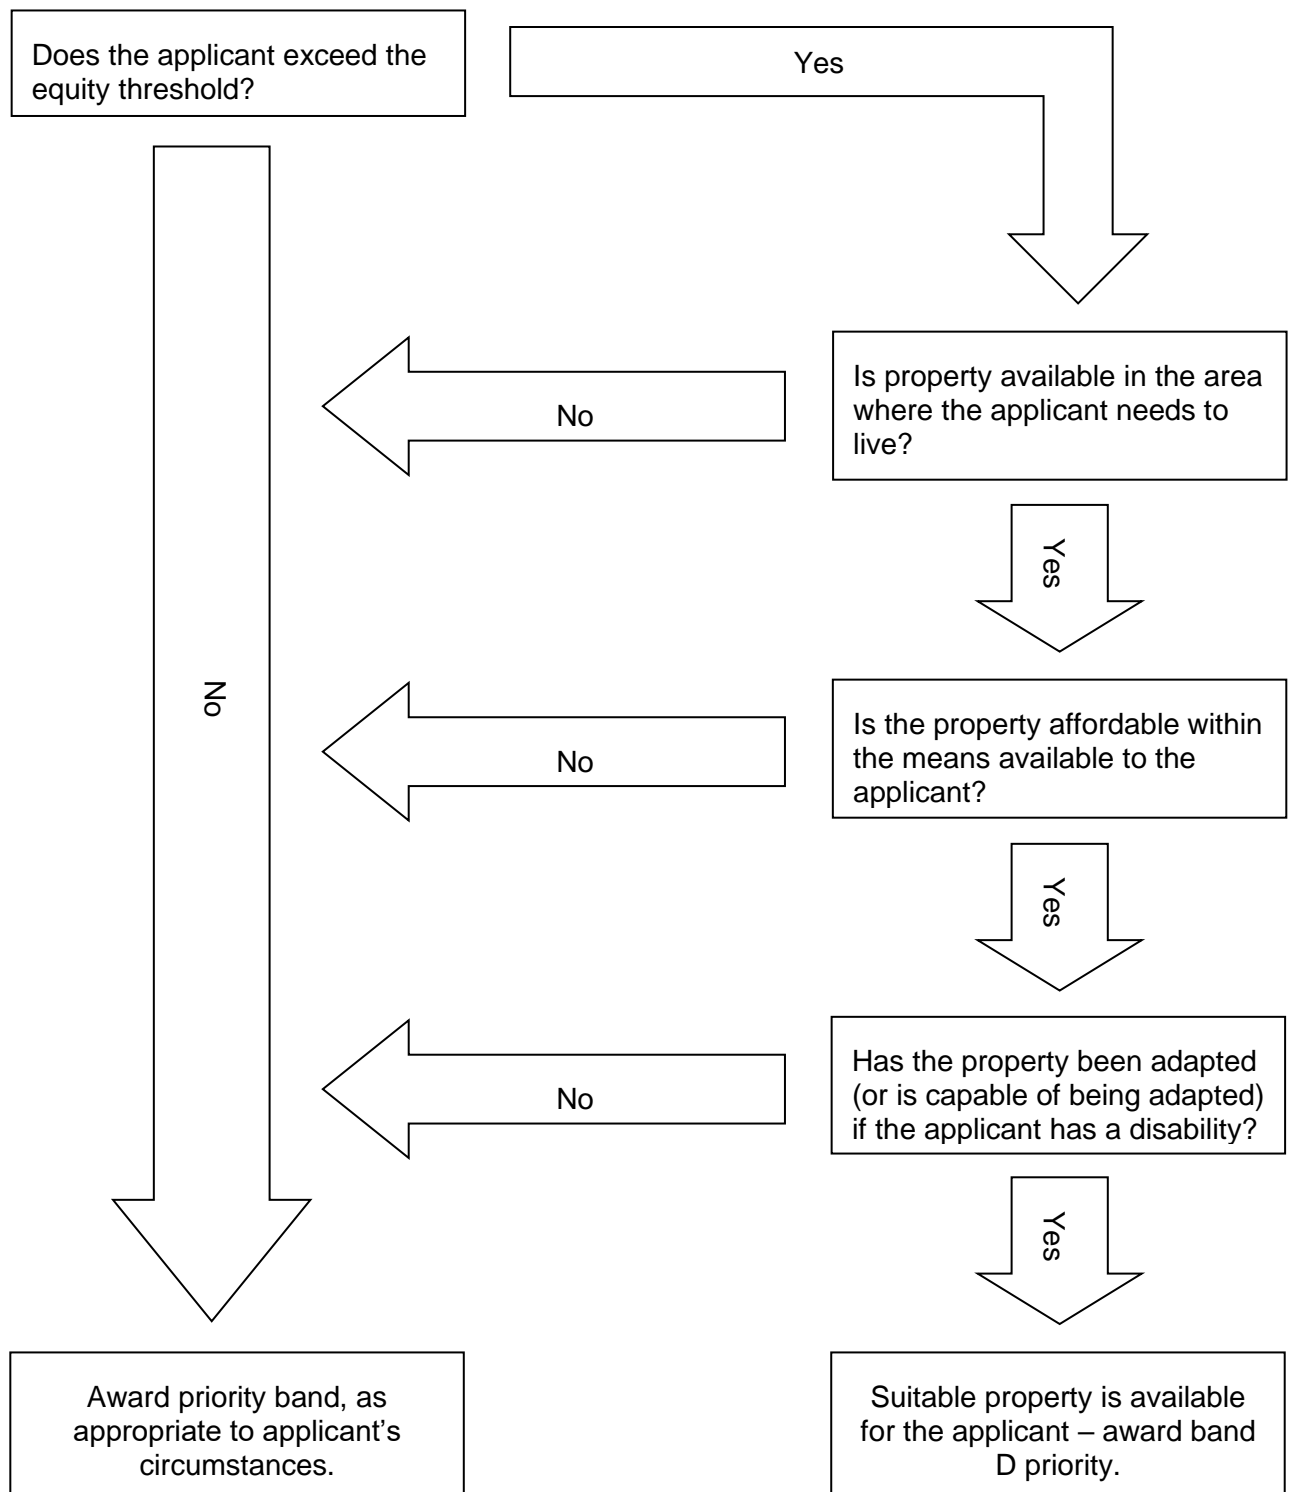 Does the applicant exceed the
equity threshold?
Yes
Is property available in the area
where the applicant needs to
live?
No
Yes
No
Is the property affordable within
the means available to the
applicant?
No
Yes
Has the property been adapted
(or is capable of being adapted)
if the applicant has a disability?
No
Yes
Award priority band, as
appropriate to applicant’s
circumstances.
Suitable property is available
for the applicant – award band
D priority.